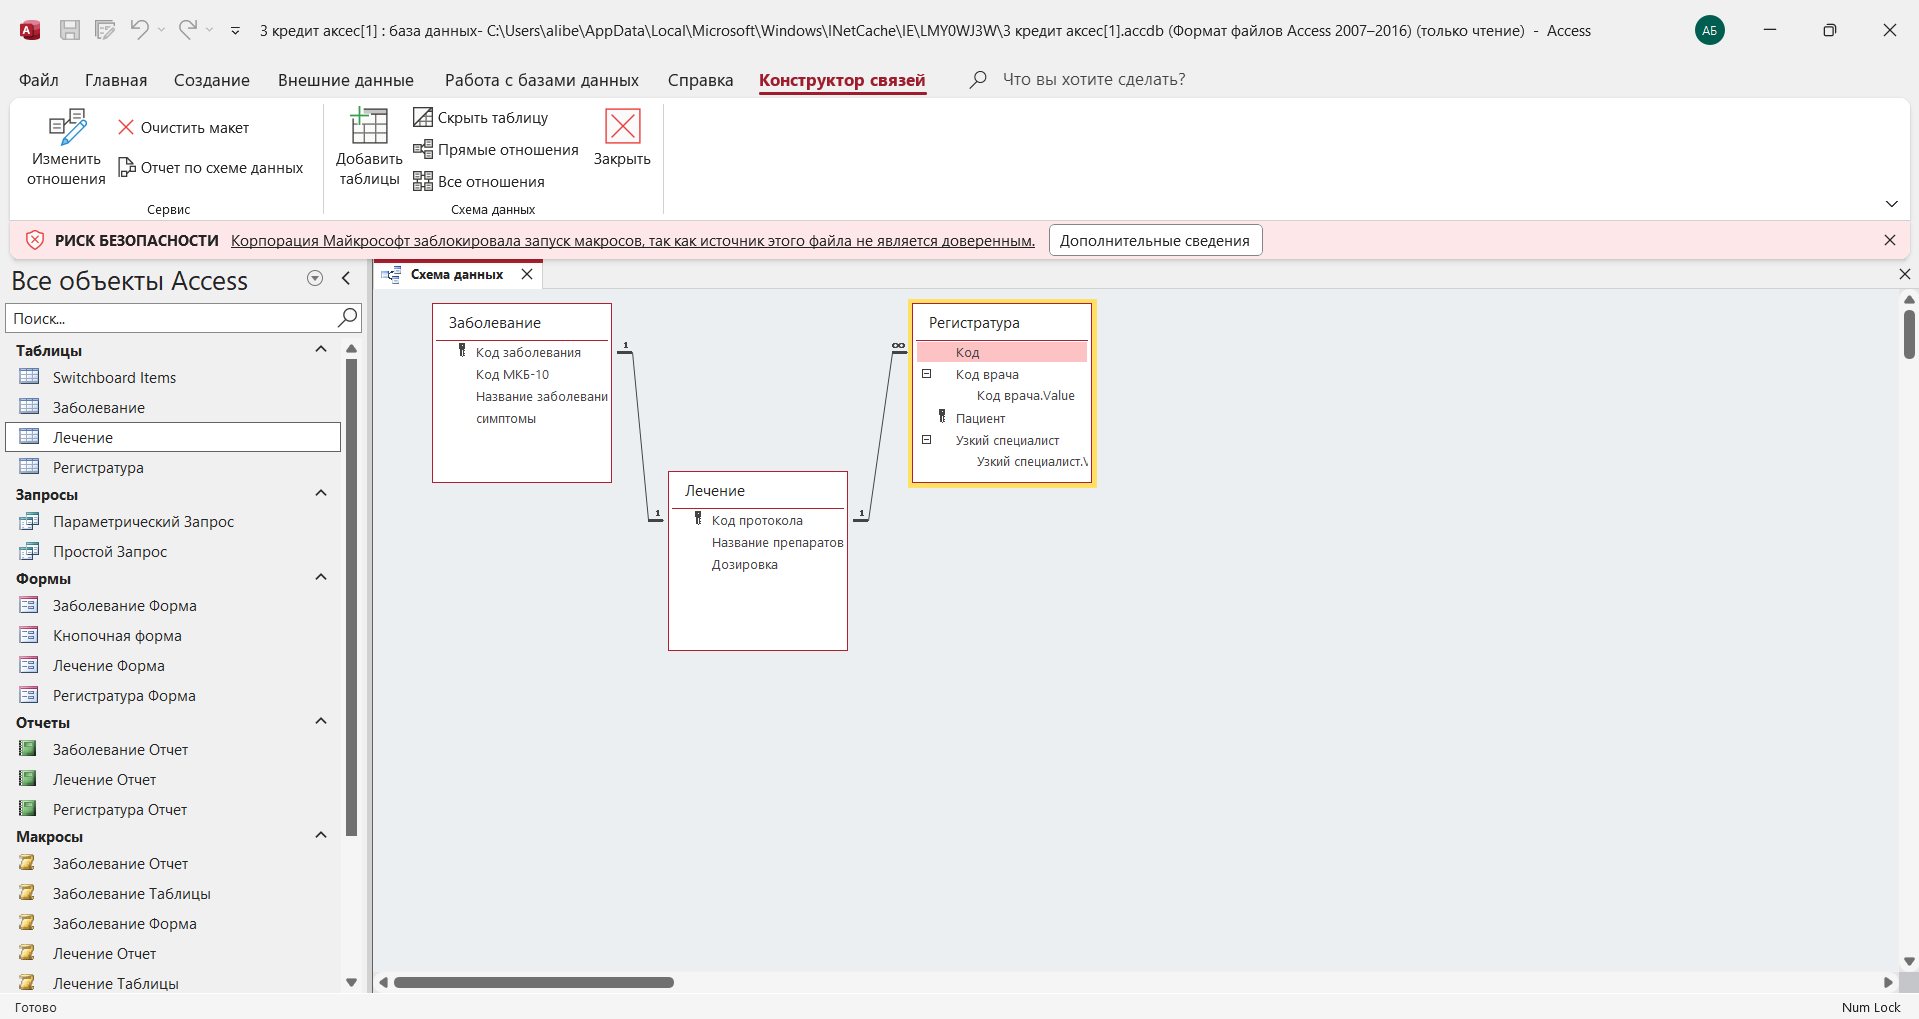 3 кредит аксес[1] : база данных- C:\Users\alibe\AppData\Local\Microsoft\Windows\INetCache\IE\LMY0WJ3W\3 кредит аксес[1].accdb (Формат файлов Access 2007–2016) (только чтение) - Access
АБ
Файл Главная Создание Внешние данные Работа с базами данных Справка Конструктор связей Что вы хотите сделать?
Изменить отношения
Очистить макет
Отчет по схеме данных
Сервис
Добавить таблицы
Скрыть таблицу
Прямые отношения
Все отношения
Закрыть
Схема данных
РИСК БЕЗОПАСНОСТИ Корпорация Майкрософт заблокировала запуск макросов, так как источник этого файла не является доверенным. Дополнительные сведения
Все объекты Access
Поиск...
Таблицы
Switchboard Items
Заболевание
Лечение
Регистратура
Запросы
Параметрический Запрос
Простой Запрос
Формы
Заболевание Форма
Кнопочная форма
Лечение Форма
Регистратура Форма
Отчеты
Заболевание Отчет
Лечение Отчет
Регистратура Отчет
Макросы
Заболевание Отчет
Заболевание Таблицы
Заболевание Форма
Лечение Отчет
Лечение Таблицы
Схема данных
Заболевание
Код заболевания
Код МКБ-10
Название заболевани
симптомы
1
1
Лечение
Код протокола
Название препаратов
Дозировка
1
∞
Регистратура
Код
Код врача
Код врача.Value
Пациент
Узкий специалист
Узкий специалист.\
Готово
Num Lock